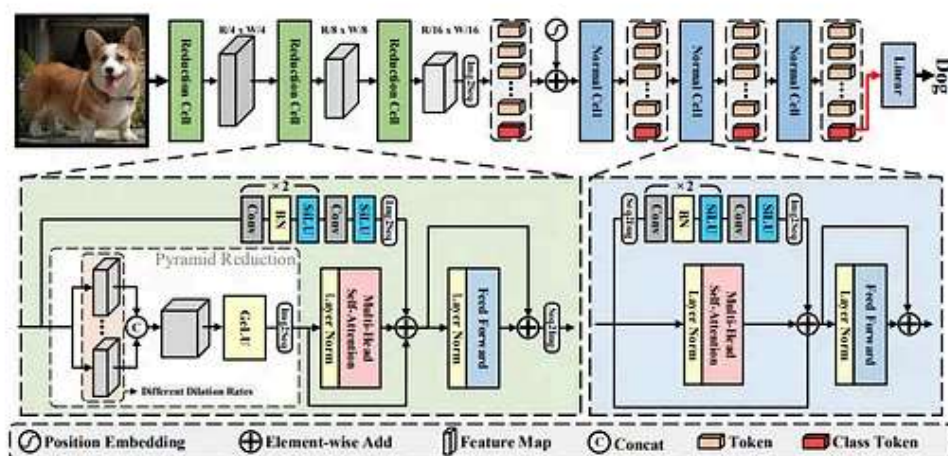 R/4 x W/4
R/8 x W/8
R/16 x W/16
Reduction Cell
Reduction Cell
Reduction Cell
Img2Seq
Normal Cell
Normal Cell
Normal Cell
Linear
Dog
× 2
Conv
BN
SiLU
Conv
SiLU
Img2Seq
Pyramid Reduction
C
GeLU
Img2Seq
Layer Norm
Multi-Head
Self-Attention
Layer Norm
Feed Forward
Seq2Img
Different Dilation Rates
× 2
Seq2Img
Conv
BN
SiLU
Conv
SiLU
Img2Seq
Layer Norm
Multi-Head
Self-Attention
Layer Norm
Feed Forward
Position Embedding
Element-wise Add
Feature Map
C Concat
Token
Class Token